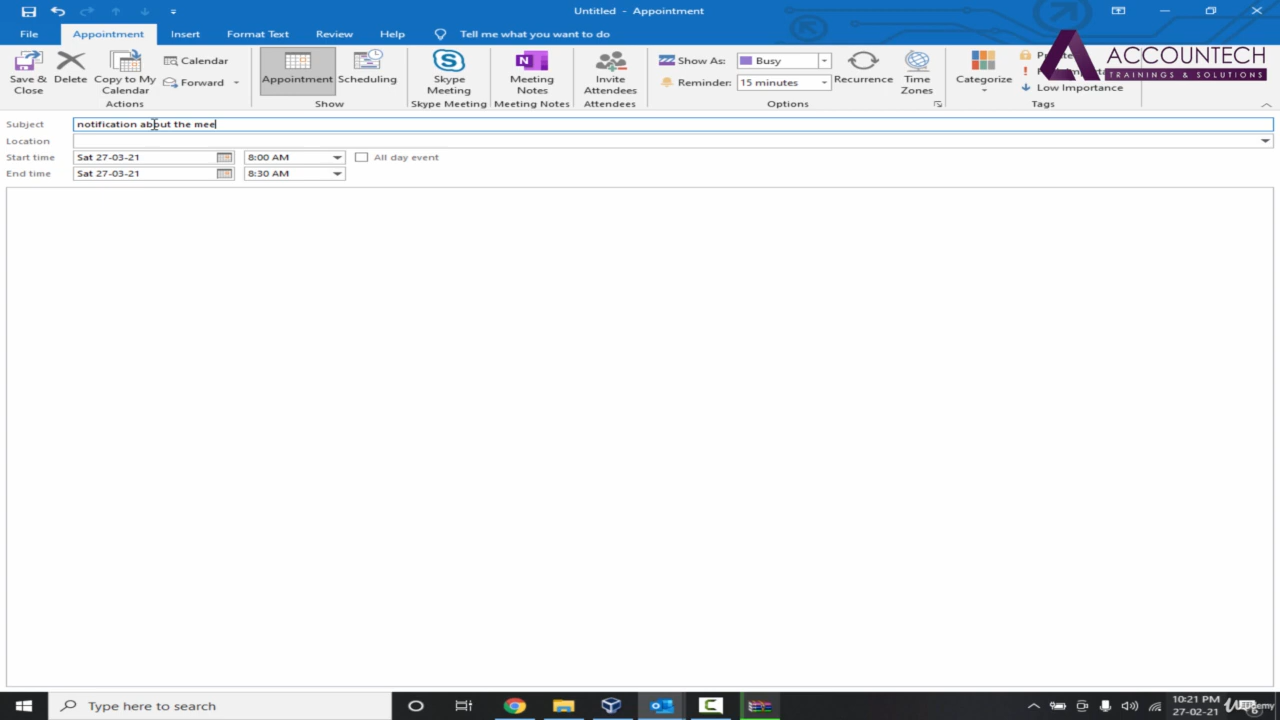 Untitled - Appointment
File Appointment Insert Format Text Review Help Tell me what you want to do
Save & Close
Delete
Copy to My Calendar
Calendar
Forward
Actions
Appointment
Scheduling
Show
Skype Meeting
Skype Meeting
Meeting Notes
Meeting Notes
Invite Attendees
Attendees
Show As: Busy
Reminder: 15 minutes
Recurrence
Time Zones
Options
Categorize
Low Importance
Tags
ACCOUNTECH
TRAININGS & SOLUTIONS
Subject notification about the mee
Location
Start time Sat 27-03-21 8:00 AM All day event
End time Sat 27-03-21 8:30 AM
Type here to search
10:21 PM
27-02-21